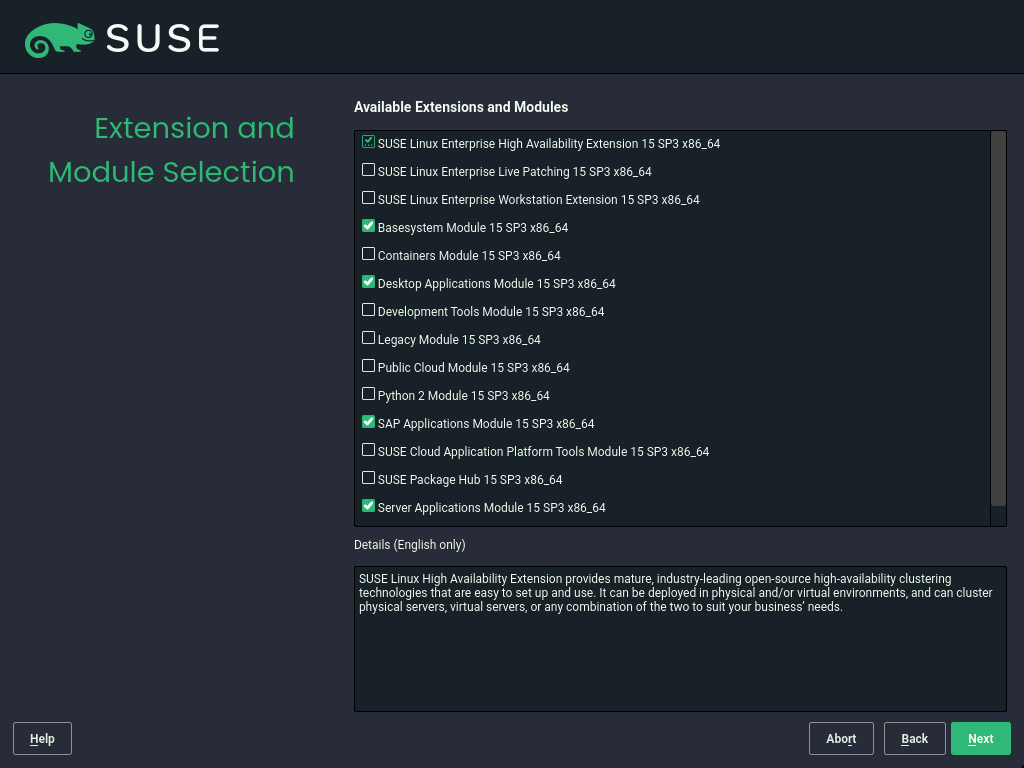 SUSE
Extension and
Module Selection
Available Extensions and Modules
SUSE Linux Enterprise High Availability Extension 15 SP3 x86_64
SUSE Linux Enterprise Live Patching 15 SP3 x86_64
SUSE Linux Enterprise Workstation Extension 15 SP3 x86_64
Basesystem Module 15 SP3 x86_64
Containers Module 15 SP3 x86_64
Desktop Applications Module 15 SP3 x86_64
Development Tools Module 15 SP3 x86_64
Legacy Module 15 SP3 x86_64
Public Cloud Module 15 SP3 x86_64
Python 2 Module 15 SP3 x86_64
SAP Applications Module 15 SP3 x86_64
SUSE Cloud Application Platform Tools Module 15 SP3 x86_64
SUSE Package Hub 15 SP3 x86_64
Server Applications Module 15 SP3 x86_64
Details (English only)
SUSE Linux High Availability Extension provides mature, industry-leading open-source high-availability clustering
technologies that are easy to set up and use. It can be deployed in physical and/or virtual environments, and can cluster
physical servers, virtual servers, or any combination of the two to suit your business' needs.
Help
Abort
Back
Next